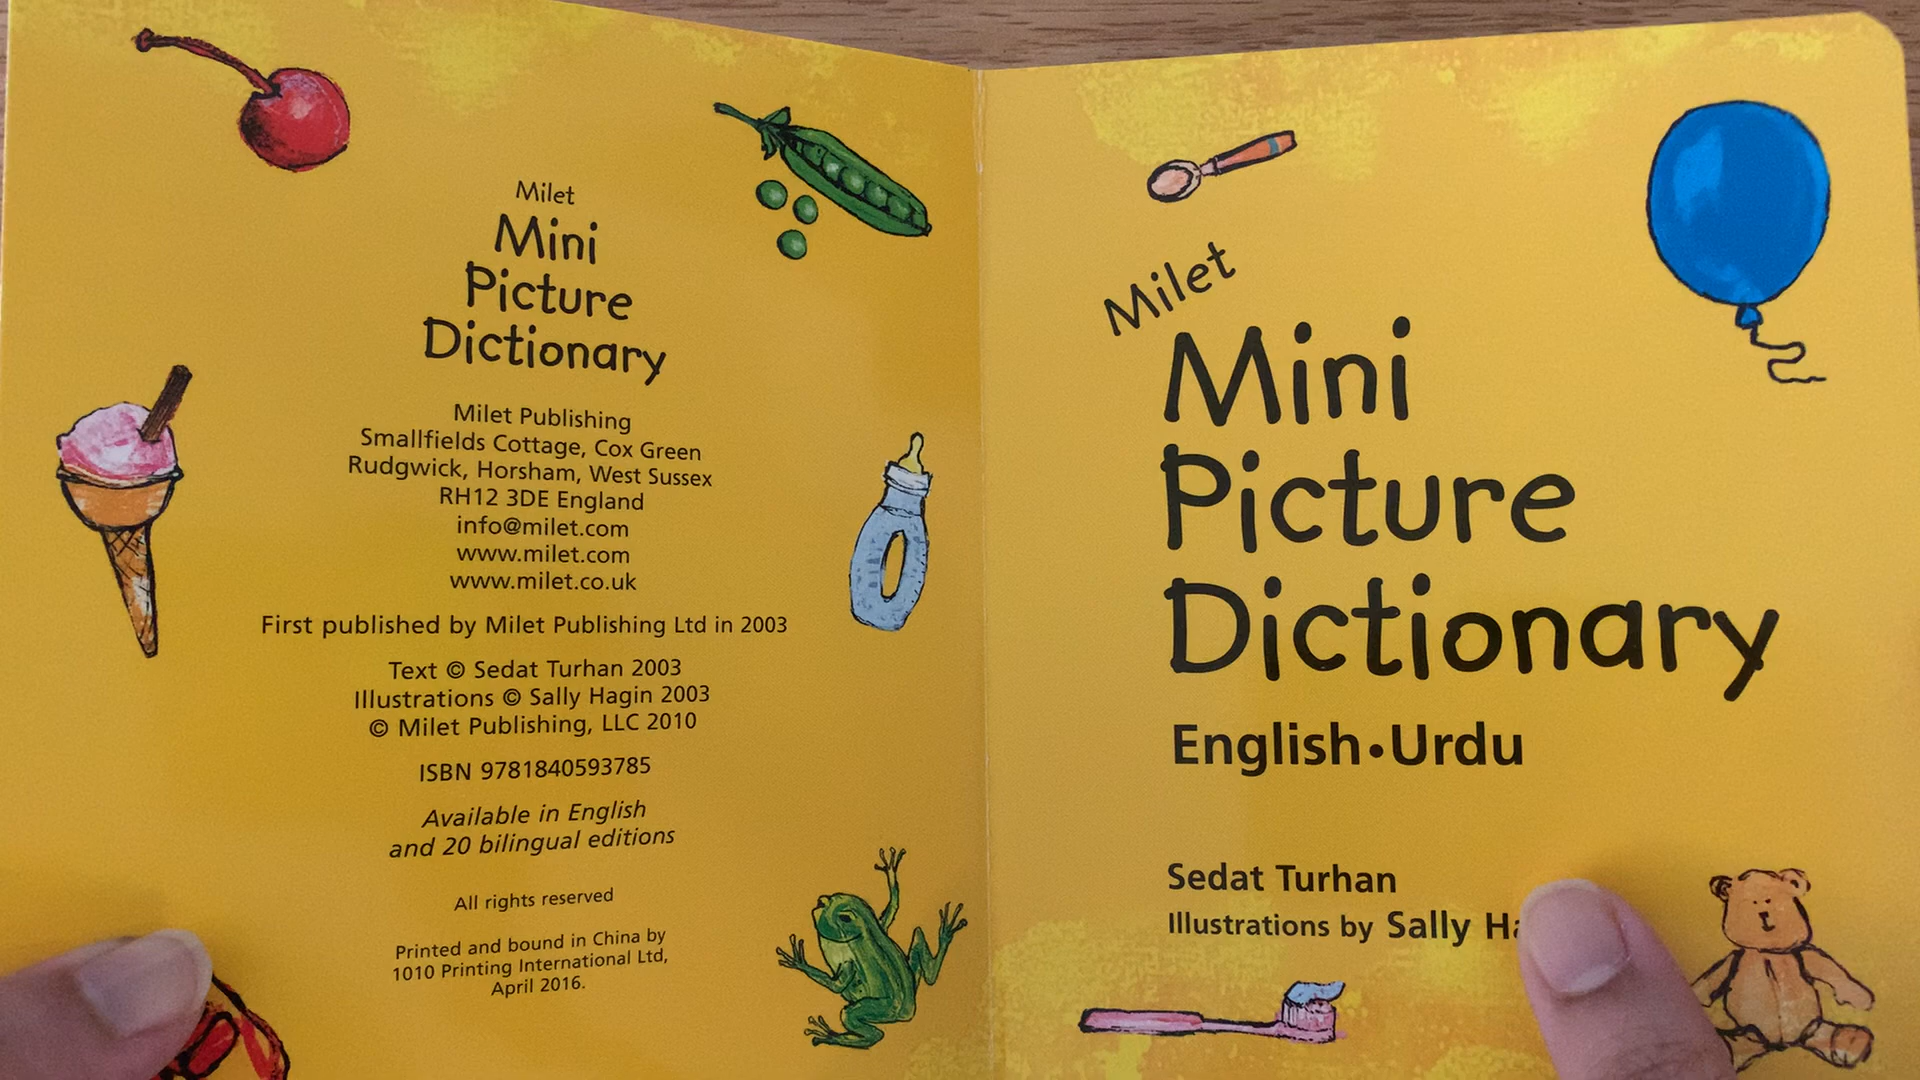 Milet
Mini
Picture
Dictionary
Milet Publishing
Smallfields Cottage, Cox Green
Rudgwick, Horsham, West Sussex
RH12 3DE England
info@milet.com
www.milet.com
www.milet.co.uk
First published by Milet Publishing Ltd in 2003
Text © Sedat Turhan 2003
Illustrations © Sally Hagin 2003
© Milet Publishing, LLC 2010
ISBN 9781840593785
Available in English
and 20 bilingual editions
All rights reserved
Printed and bound in China by
1010 Printing International Ltd,
April 2016.
Milet
Mini
Picture
Dictionary
English•Urdu
Sedat Turhan
Illustrations by Sally